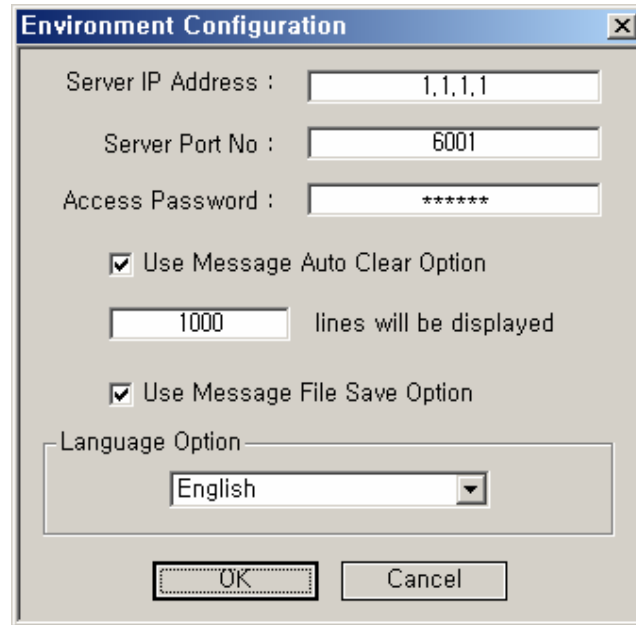 Environment Configuration
Server IP Address : 1,1,1,1
Server Port No : 6001
Access Password : ******
Use Message Auto Clear Option
1000 lines will be displayed
Use Message File Save Option
Language Option
English
OK Cancel